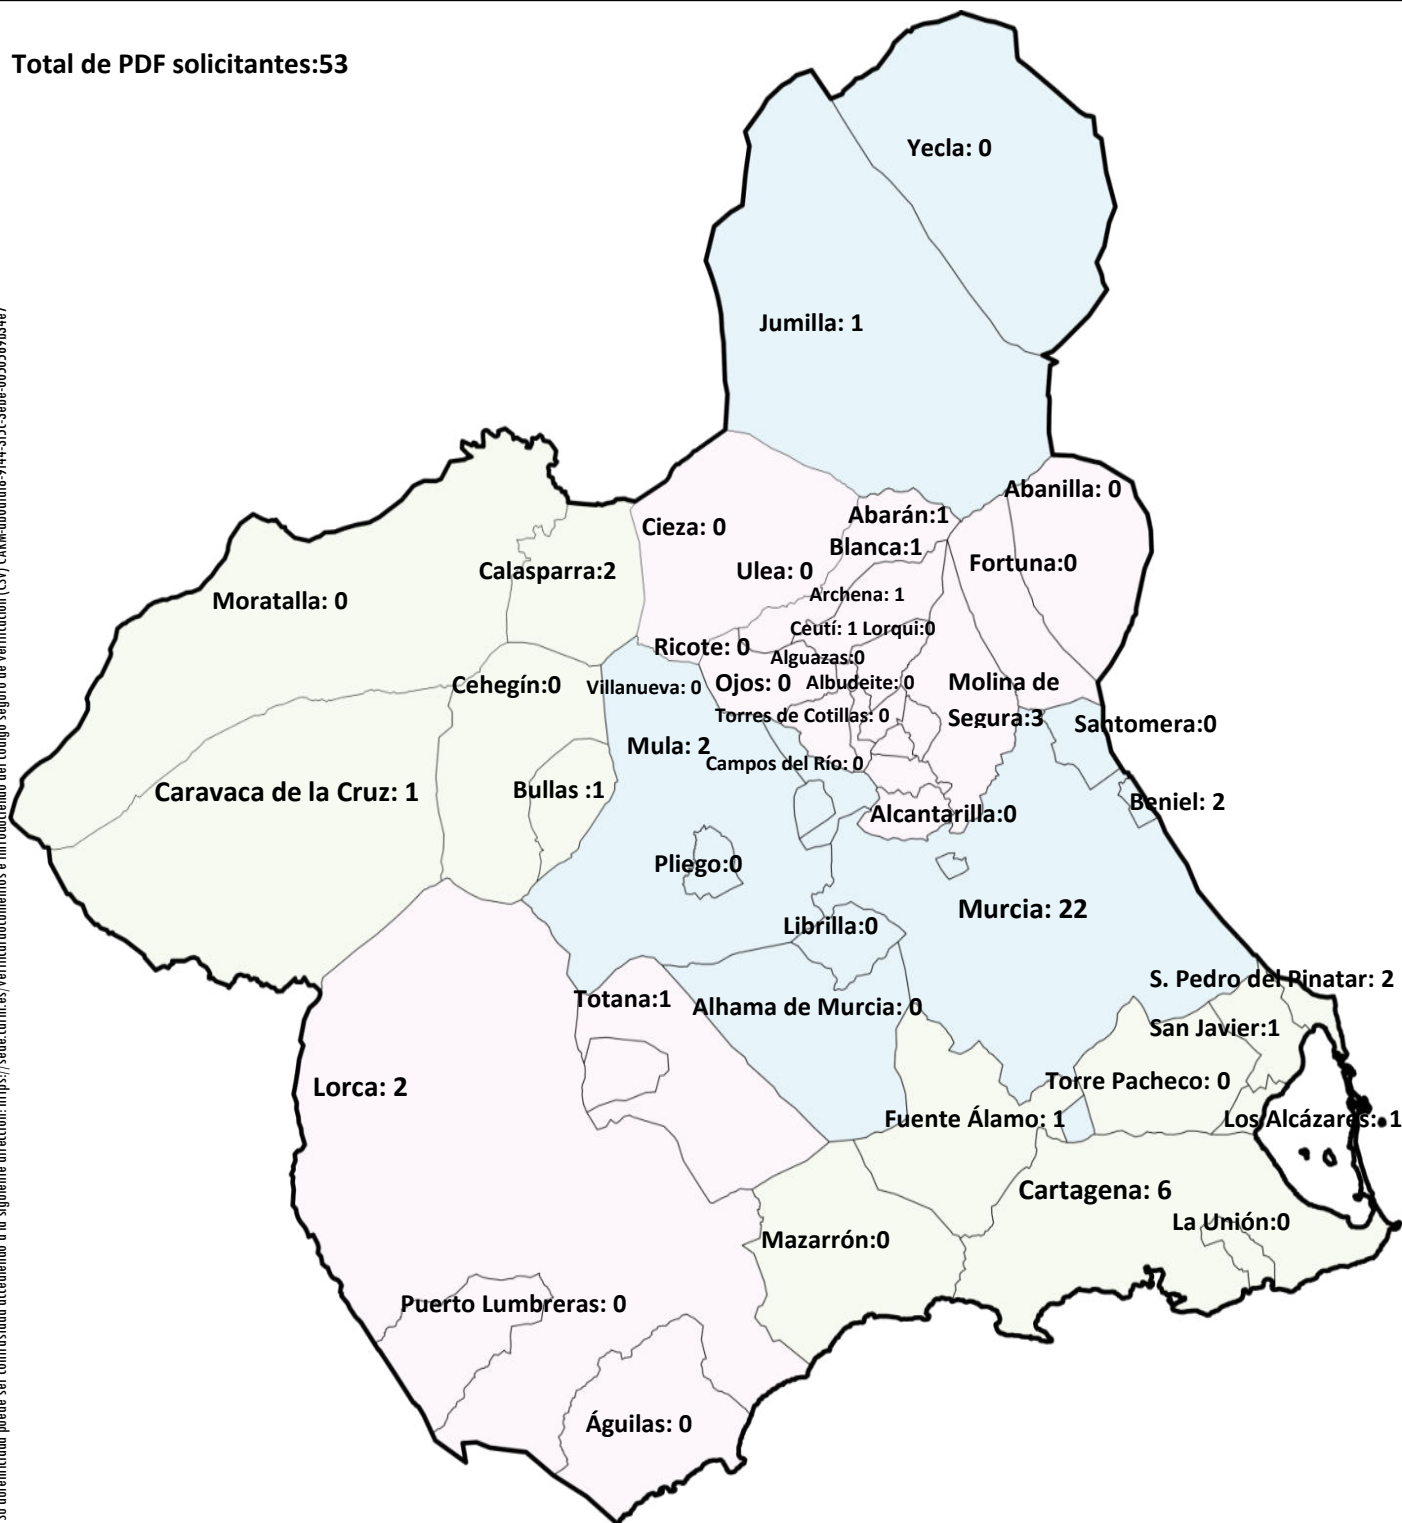 Total de PDF solicitantes:53
Yecla: 0
Jumilla: 1
Abanilla: 0
Abarán:1
Cieza: 0
Blanca:1
Fortuna:0
Calasparra:2
Ulea: 0
Archena: 1
Moratalla: 0
Ceutí: 1 Lorqui:0
Ricote: 0
Alguazas:0
Cehegín:0
Villanueva: 0
Ojos: 0
Albudeite: 0
Molina de
Segura:3
Torres de Cotillas: 0
Santomera:0
Mula: 2
Campos del Río: 0
Caravaca de la Cruz: 1
Bullas :1
Beniel: 2
Alcantarilla:0
Pliego:0
Murcia: 22
Librilla:0
S. Pedro del Pinatar: 2
Totana:1
Alhama de Murcia: 0
San Javier:1
Lorca: 2
Torre Pacheco: 0
Fuente Álamo: 1
Los Alcázares: 1
Cartagena: 6
La Unión:0
Mazarrón:0
Puerto Lumbreras: 0
Águilas: 0